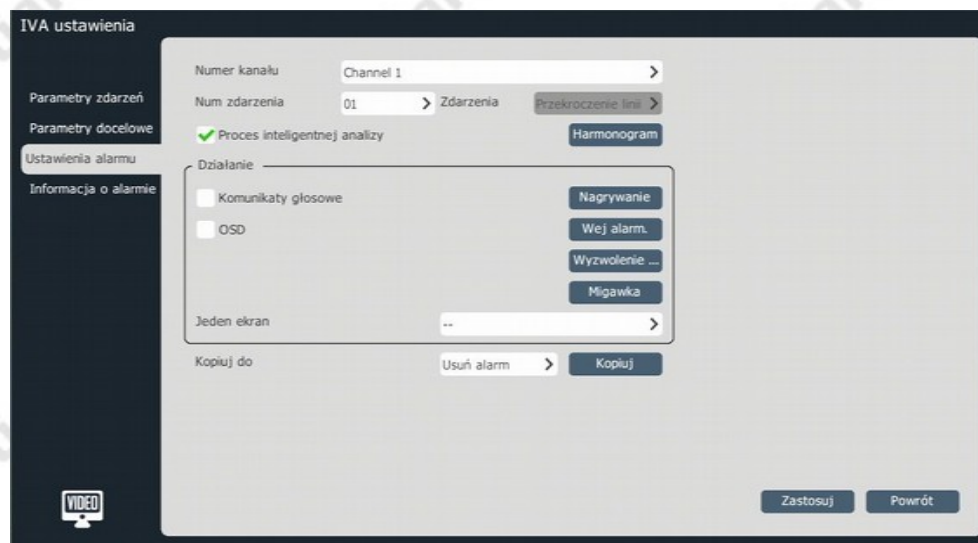 IVA ustawienia
Parametry zdarzeń
Parametry docelowe
Ustawienia alarmu
Informacja o alarmie
Numer kanału Channel 1
Num zdarzenia 01 Zdarzenia Przekroczenie linii
Proces inteligentnej analizy Harmonogram
Działanie
Komunikaty głosowe Nagrywanie
OSD Wej alarm.
Wyzwolenie ...
Migawka
Jeden ekran --
Kopiuj do Usuń alarm Kopiuj
VIDEO
Zastosuj Powrót